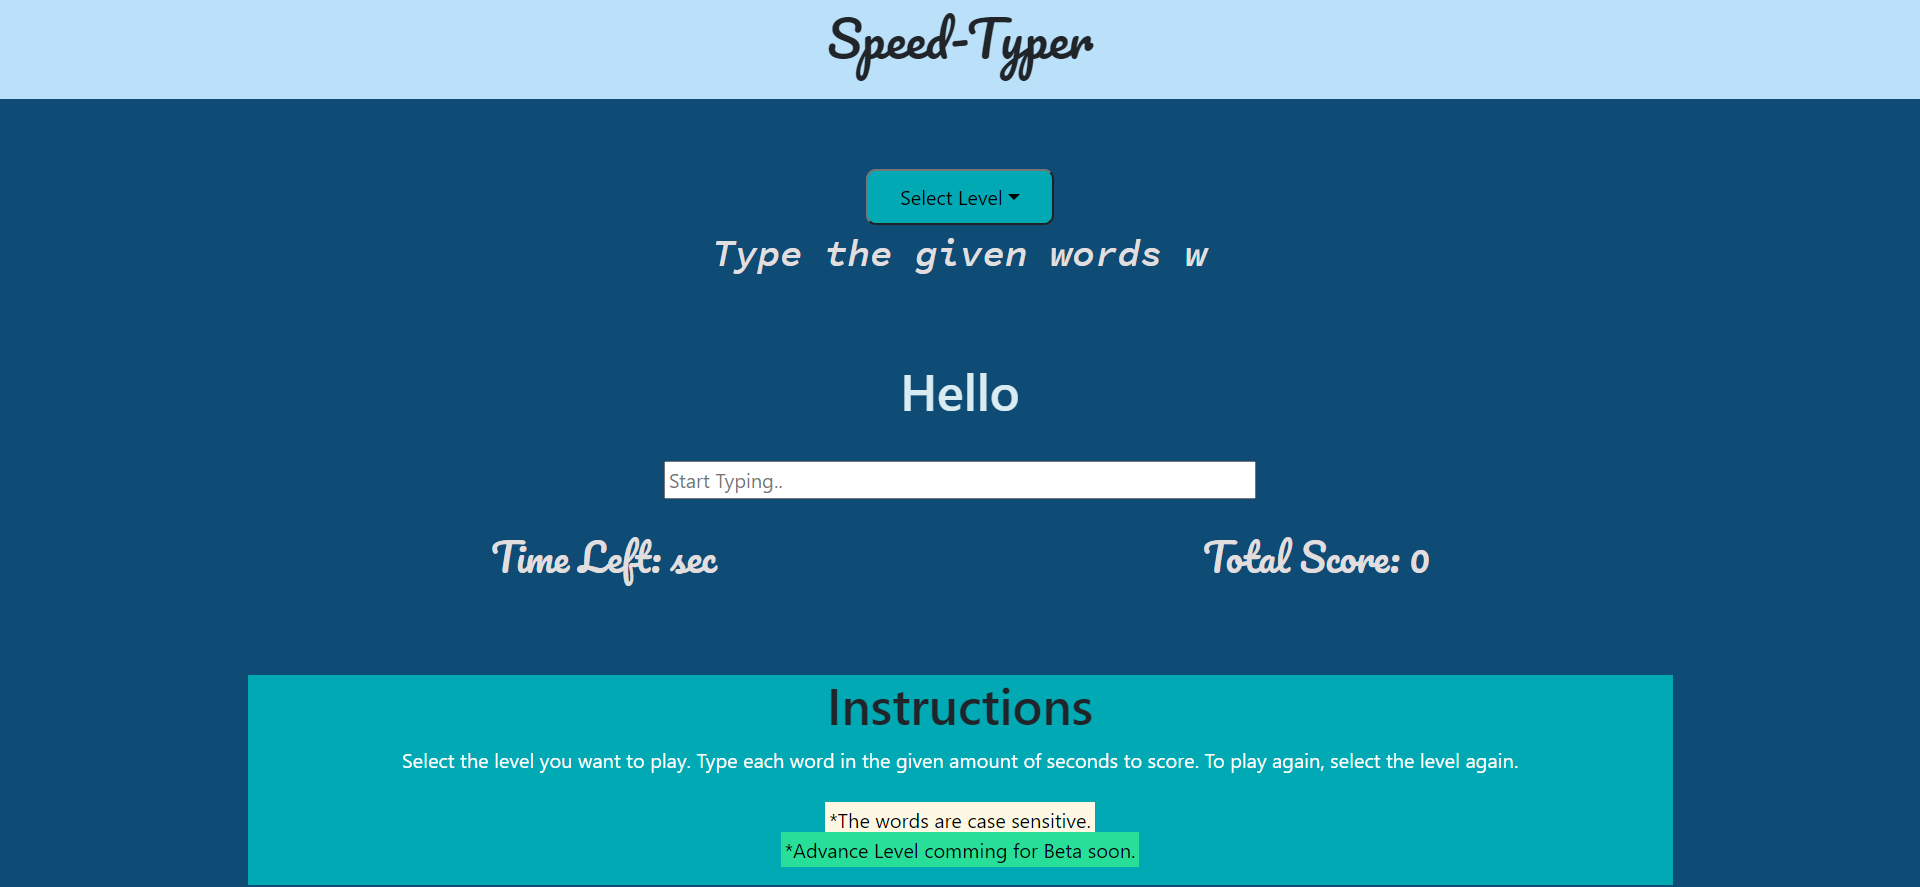 Speed-Typer
Select Level
Type the given words w
Hello
Start Typing..
Time Left: sec
Total Score: 0
Instructions
Select the level you want to play. Type each word in the given amount of seconds to score. To play again, select the level again.
*The words are case sensitive.
*Advance Level comming for Beta soon.